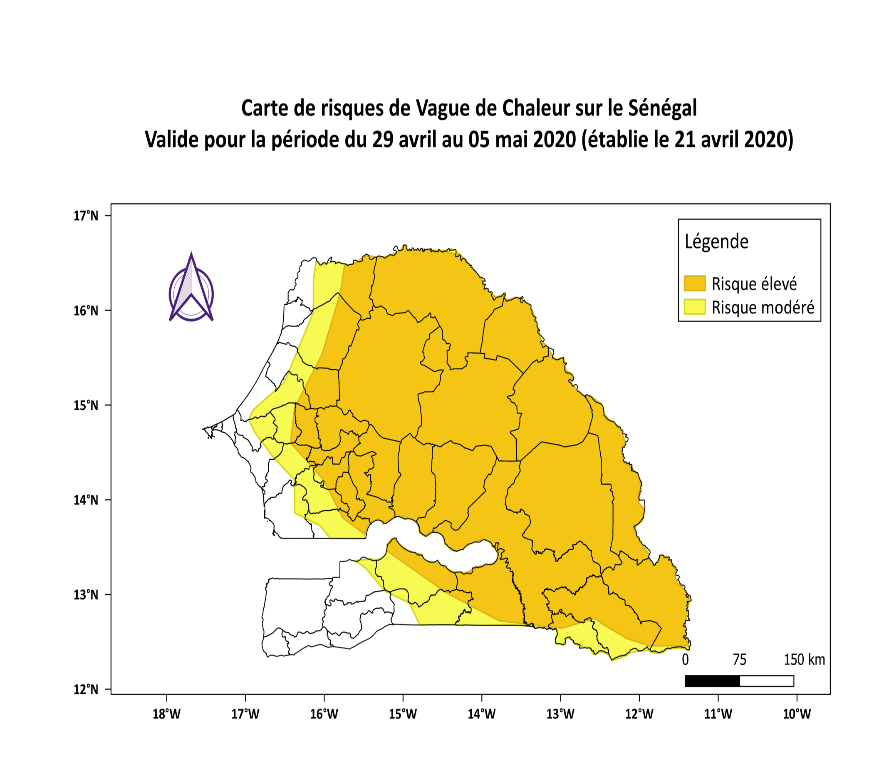 Carte de risques de Vague de Chaleur sur le Sénégal
Valide pour la période du 29 avril au 05 mai 2020 (établie le 21 avril 2020)
17°N
16°N
15°N
14°N
13°N
12°N
Légende
Risque élevé
Risque modéré
0 75 150 km
18°W 17°W 16°W 15°W 14°W 13°W 12°W 11°W 10°W